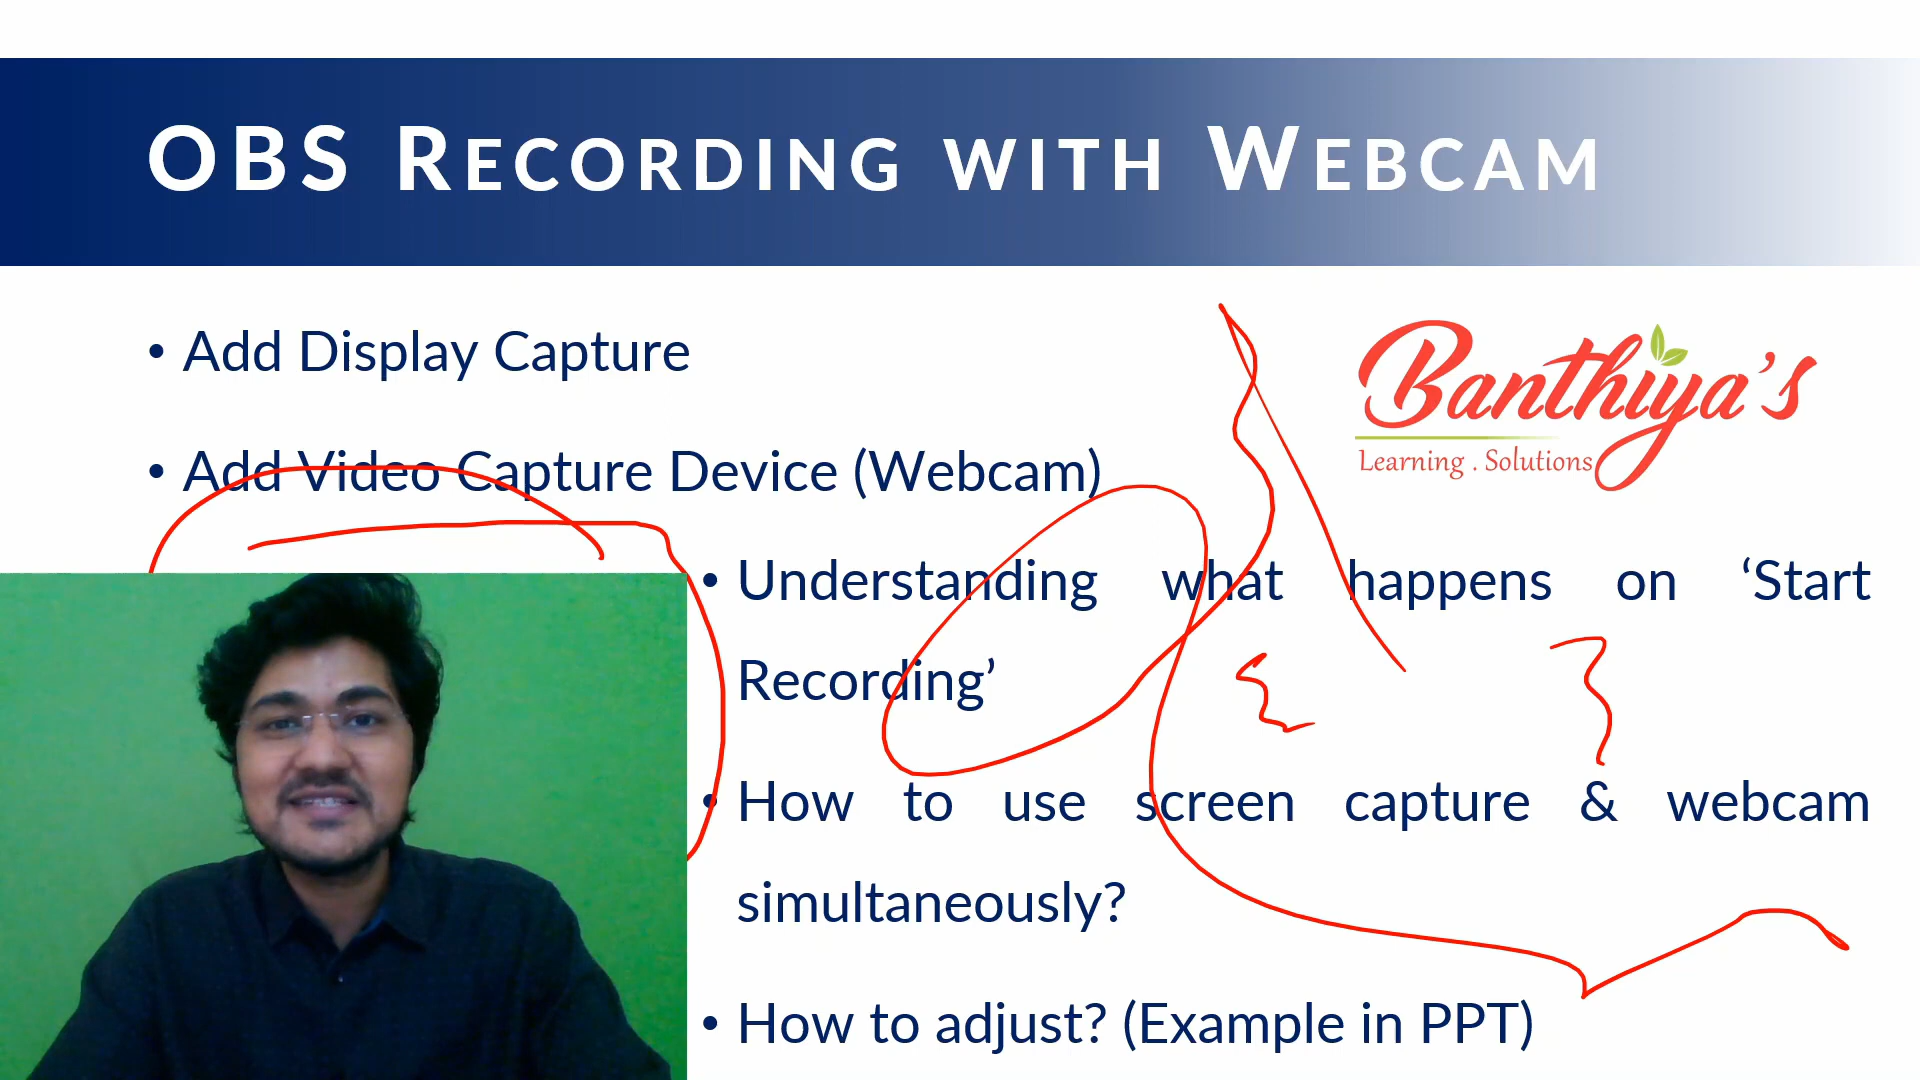 OBS Recording with Webcam
• Add Display Capture
• Add Video Capture Device (Webcam)
Banthiya's
Learning . Solutions
• Understanding what happens on ‘Start
Recording’
• How to use screen capture & webcam
simultaneously?
• How to adjust? (Example in PPT)